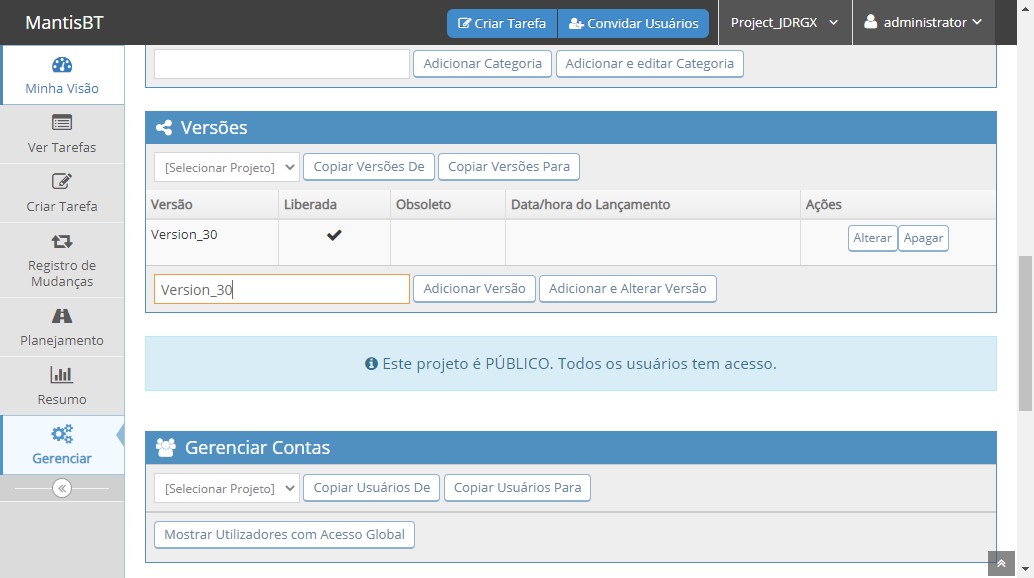 MantisBT
Criar Tarefa
Convidar Usuários
Project_JDRGX
administrator
Minha Visão
Ver Tarefas
Criar Tarefa
Registro de
Mudanças
Planejamento
Resumo
Gerenciar
Adicionar Categoria
Adicionar e editar Categoria
Versões
[Selecionar Projeto]
Copiar Versões De
Copiar Versões Para
Versão
Liberada
Obsoleto
Data/hora do Lançamento
Ações
Version_30
Alterar
Apagar
Version_30
Adicionar Versão
Adicionar e Alterar Versão
Este projeto é PÚBLICO. Todos os usuários tem acesso.
Gerenciar Contas
[Selecionar Projeto]
Copiar Usuários De
Copiar Usuários Para
Mostrar Utilizadores com Acesso Global